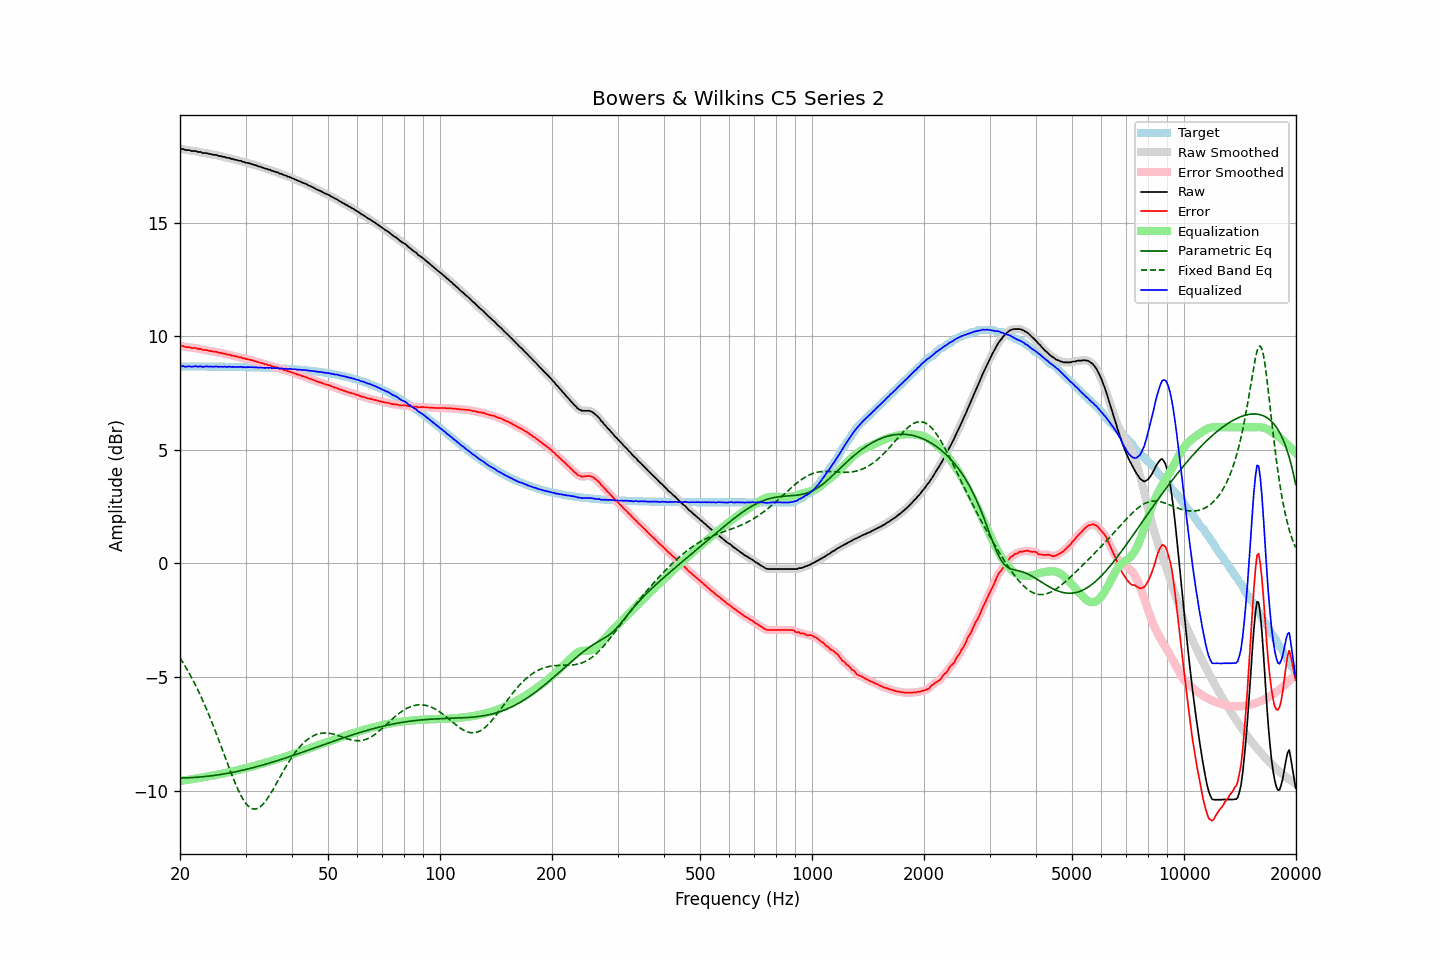 Bowers & Wilkins C5 Series 2
Target
Raw Smoothed
Error Smoothed
Raw
Error
Equalization
Parametric Eq
Fixed Band Eq
Equalized
Amplitude (dBr)
15
10
5
0
−5
−10
20
50
100
200
500
1000
2000
5000
10000
20000
Frequency (Hz)